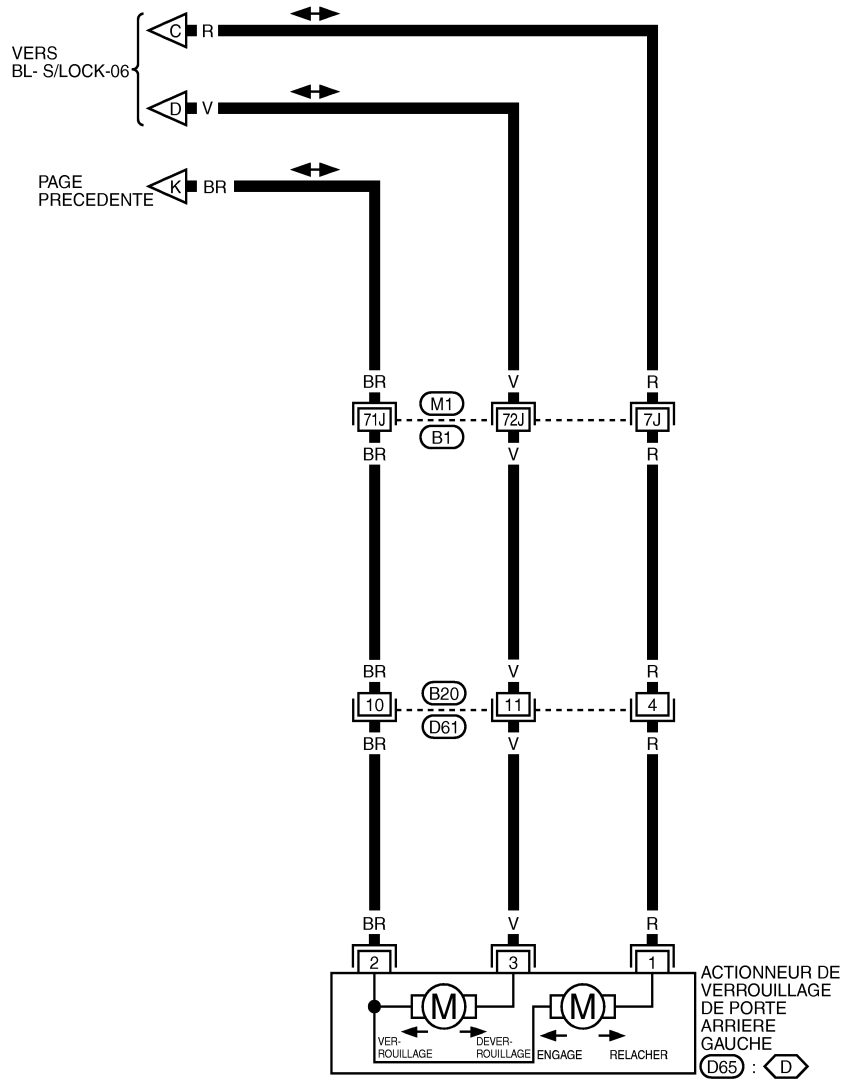 C R
VERS
BL- S/LOCK-06
D V
PAGE
PRECEDENTE
K BR
BR V R
71J M1 72J 7J
B1
BR V R
BR V R
10 B20 11 4
D61
BR V R
BR V R
2 3 1
M M
VER-
ROUILLAGE
DEVER-
ROUILLAGE
ENGAGE
RELACHER
ACTIONNEUR DE
VERROUILLAGE
DE PORTE
ARRIERE
GAUCHE
D65 : D